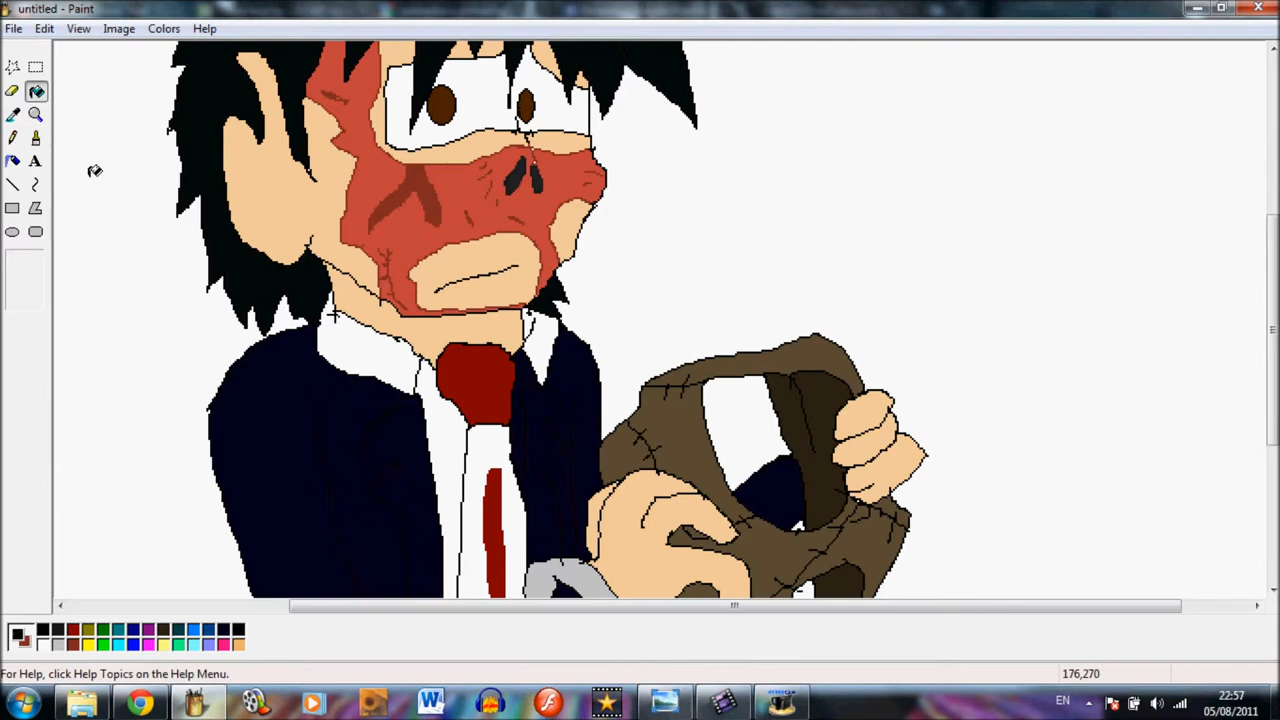 untitled - Paint
File Edit View Image Colors Help
A
For Help, click Help Topics on the Help Menu.
176,270
W
EN
22:57
05/08/2011